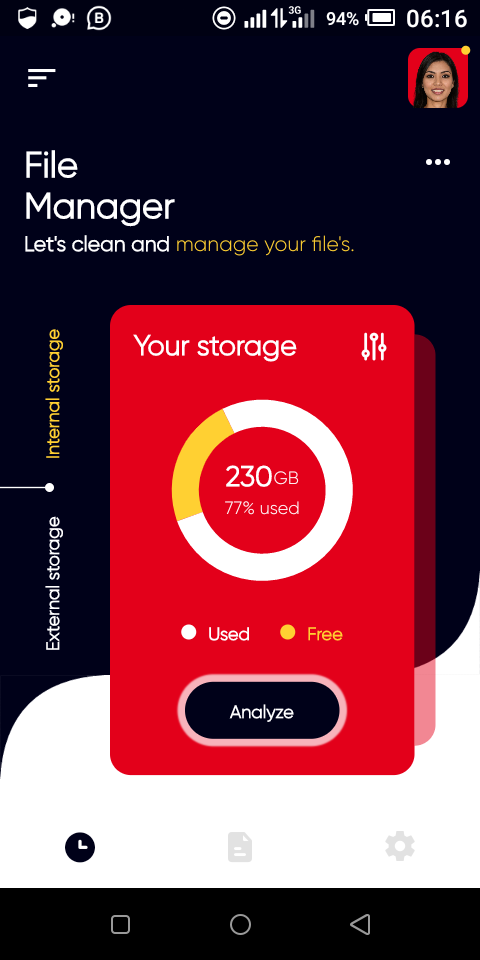 B
3G
94%
06:16
File
Manager
Let's clean and manage your file's.
Your storage
Internal storage
230GB
77% used
External storage
Used
Free
Analyze